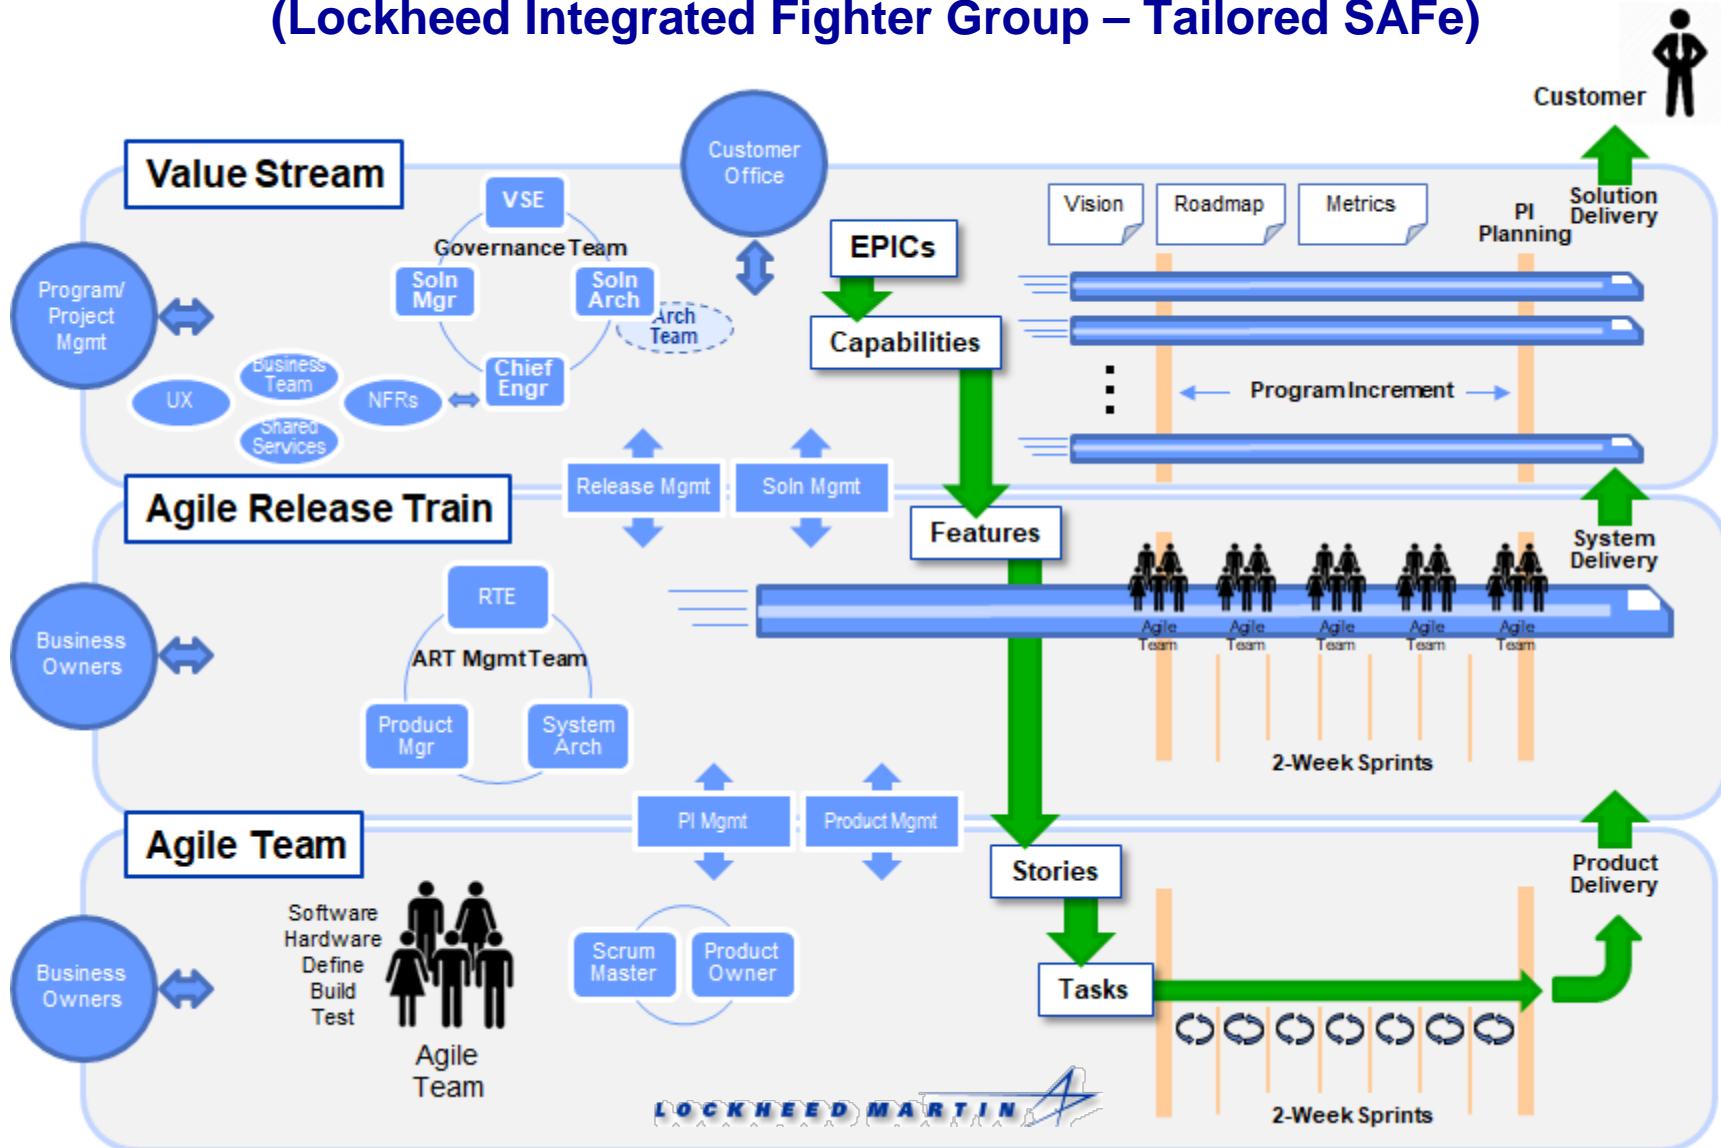 (Lockheed Integrated Fighter Group – Tailored SAFe)
Customer
Value Stream
Customer
Office
VSE
Governance Team
Soln
Mgr
Soln
Arch
Arch
Team
Chief
Engr
Program/
Project
Mgmt
UX
Business
Team
NFRs
Shared
Services
EPICs
Capabilities
Vision
Roadmap
Metrics
PI
Planning
Solution
Delivery
Program Increment
Release Mgmt
Soln Mgmt
Agile Release Train
Features
System
Delivery
Business
Owners
RTE
ART Mgmt Team
Product
Mgr
System
Arch
Agile
Team
Agile
Team
Agile
Team
Agile
Team
Agile
Team
2-Week Sprints
PI Mgmt
Product Mgmt
Agile Team
Stories
Product
Delivery
Business
Owners
Software
Hardware
Define
Build
Test
Agile
Team
Scrum
Master
Product
Owner
Tasks
2-Week Sprints
LOCKHEED MARTIN